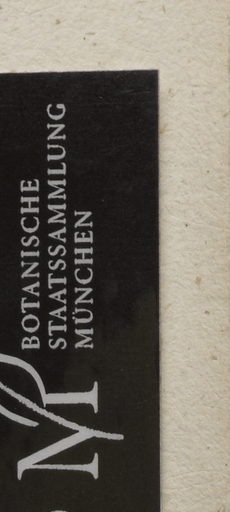 BOTANISCHE
STAATSSAMMLUNG
MÜNCHEN
M